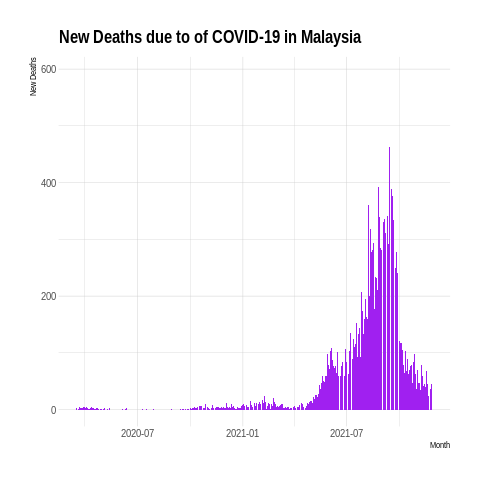 New Deaths due to of COVID-19 in Malaysia
New Deaths
600
400
200
0
2020-07
2021-01
2021-07
Month